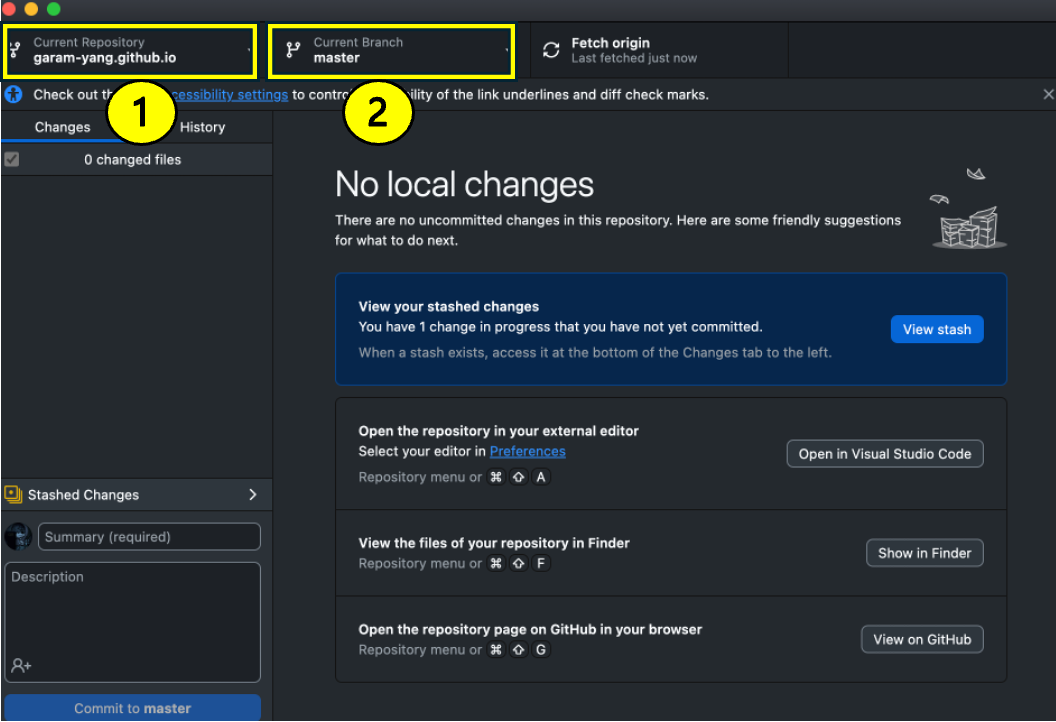 Current Repository
garam-yang.github.io
Current Branch
master
Fetch origin
Last fetched just now
Check out th cessibility settings to contro ility of the link underlines and diff check marks.
1
2
Changes
History
0 changed files
No local changes
There are no uncommitted changes in this repository. Here are some friendly suggestions
for what to do next.
View your stashed changes
You have 1 change in progress that you have not yet committed.
When a stash exists, access it at the bottom of the Changes tab to the left.
View stash
Open the repository in your external editor
Select your editor in Preferences
Repository menu or ⌘ ⇧ A
Open in Visual Studio Code
View the files of your repository in Finder
Repository menu or ⌘ ⇧ F
Show in Finder
Open the repository page on GitHub in your browser
Repository menu or ⌘ ⇧ G
View on GitHub
Stashed Changes
Summary (required)
Description
Commit to master